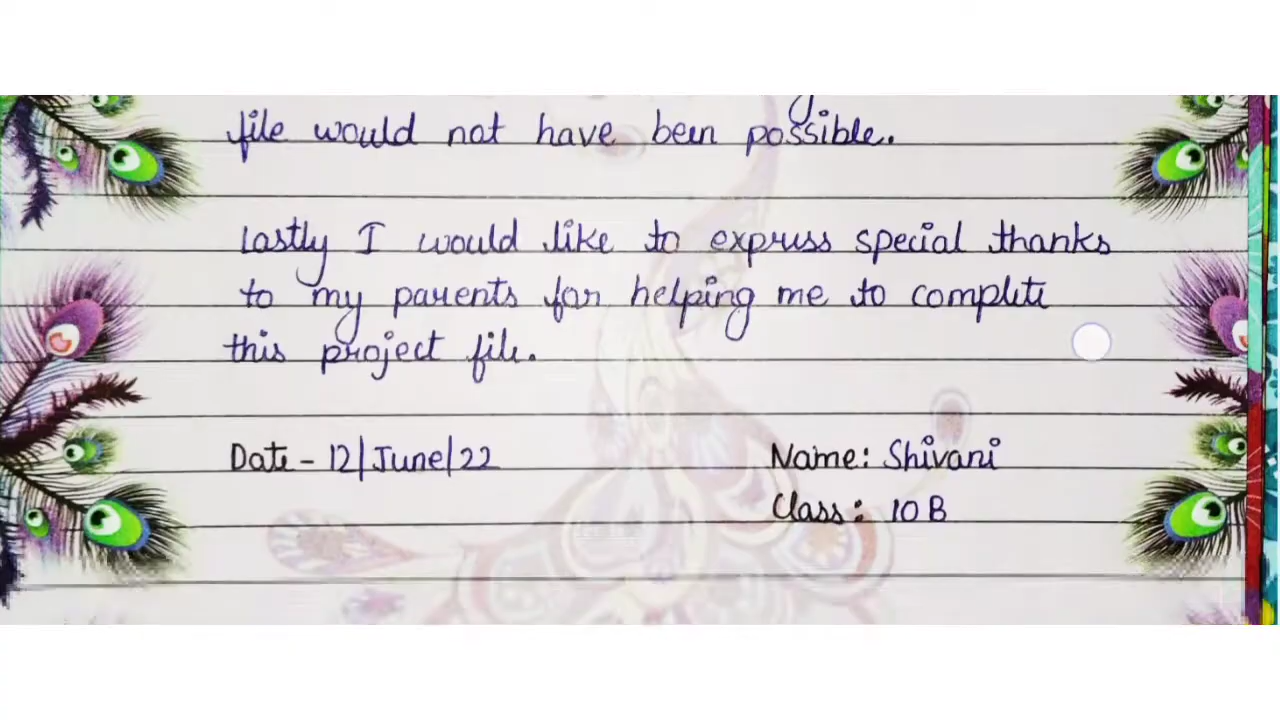 file would not have been possible.
Lastly I would like to express special thanks
to my parents for helping me to complete
this project file.
Date - 12/June/22
Name: Shivani
Class: 10 B